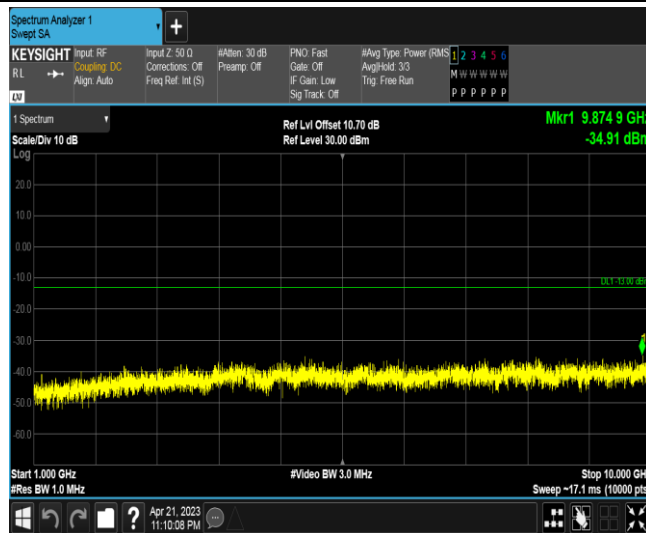 Spectrum Analyzer 1
Swept SA
+
KEYSIGHT
RL
LXI
Input: RF
Coupling: DC
Align: Auto
Input Z: 50 Ω
Corrections: Off
Freq Ref: Int (S)
#Atten: 30 dB
Preamp: Off
PNO: Fast
Gate: Off
IF Gain: Low
Sig Track: Off
#Avg Type: Power (RMS
Avg|Hold: 3/3
Trig: Free Run
1 2 3 4 5 6
M W W W W W
P P P P P P
1 Spectrum
Scale/Div 10 dB
Log
Ref Lvl Offset 10.70 dB
Ref Level 30.00 dBm
Mkr1 9.874 9 GHz
-34.91 dBm
20.0
10.0
0.00
-10.0
DL1 -13.00 dBm
-20.0
-30.0
1
-40.0
-50.0
-60.0
Start 1.000 GHz
#Res BW 1.0 MHz
#Video BW 3.0 MHz
Stop 10.000 GHz
Sweep ~17.1 ms (10000 pts)
?
Apr 21, 2023
11:10:08 PM